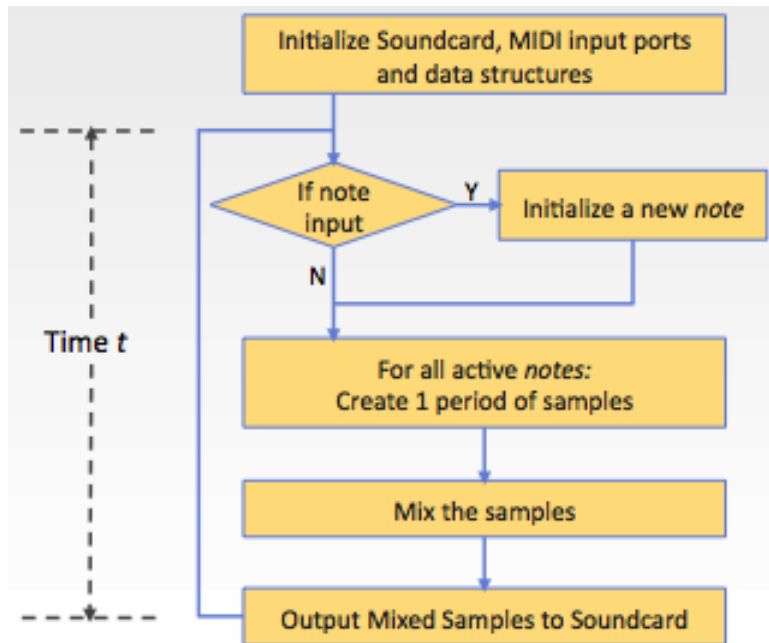 Initialize Soundcard, MIDI input ports
and data structures
If note
input
Y
Initialize a new note
N
Time t
For all active notes:
Create 1 period of samples
Mix the samples
Output Mixed Samples to Soundcard